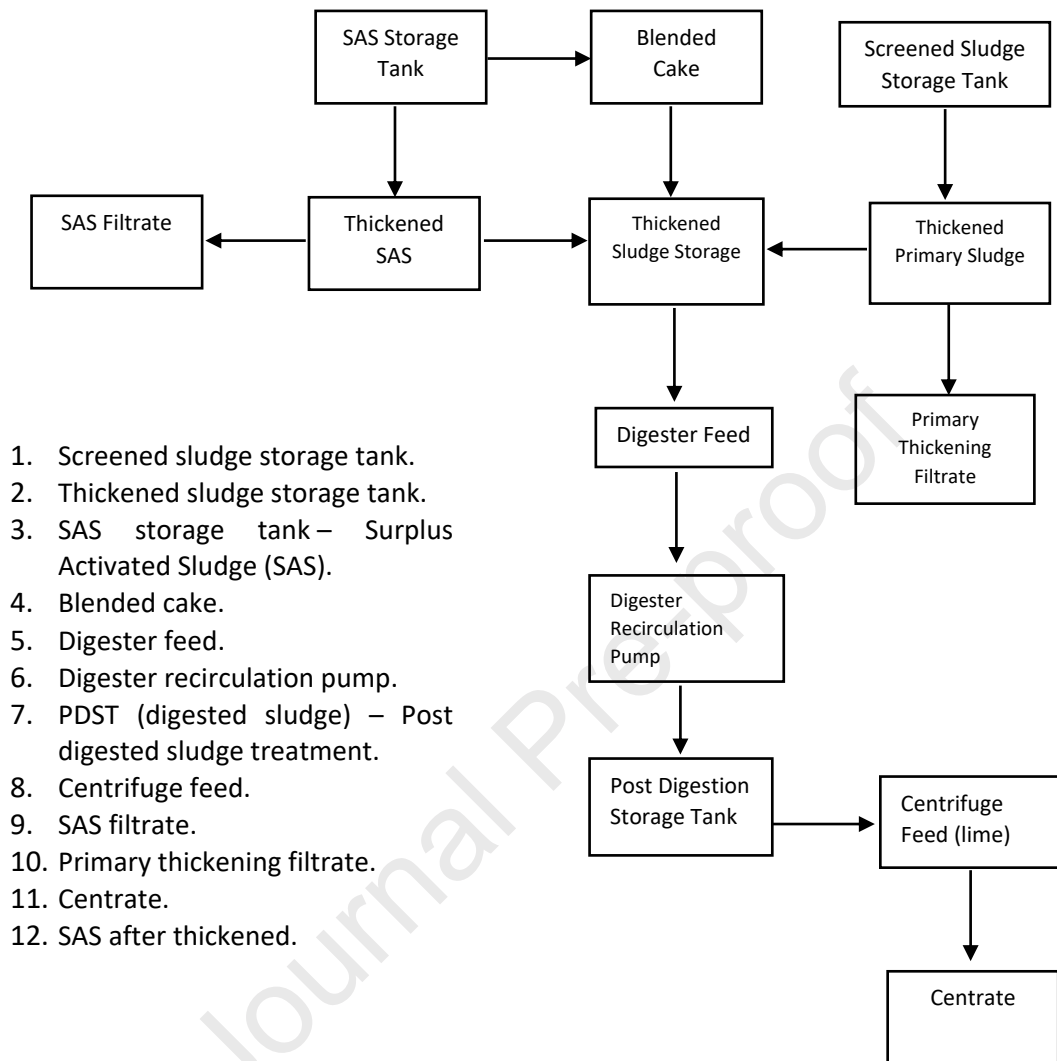 SAS Storage
Tank
Blended
Cake
Screened Sludge
Storage Tank
SAS Filtrate
Thickened
SAS
Thickened
Sludge Storage
Thickened
Primary Sludge
Digester Feed
Primary
Thickening
Filtrate
1. Screened sludge storage tank.
2. Thickened sludge storage tank.
3. SAS storage tank – Surplus
Activated Sludge (SAS).
4. Blended cake.
5. Digester feed.
6. Digester recirculation pump.
7. PDST (digested sludge) – Post
digested sludge treatment.
8. Centrifuge feed.
9. SAS filtrate.
10. Primary thickening filtrate.
11. Centrate.
12. SAS after thickened.
Digester
Recirculation
Pump
Post Digestion
Storage Tank
Centrifuge
Feed (lime)
Centrate
Journal Pre-proof